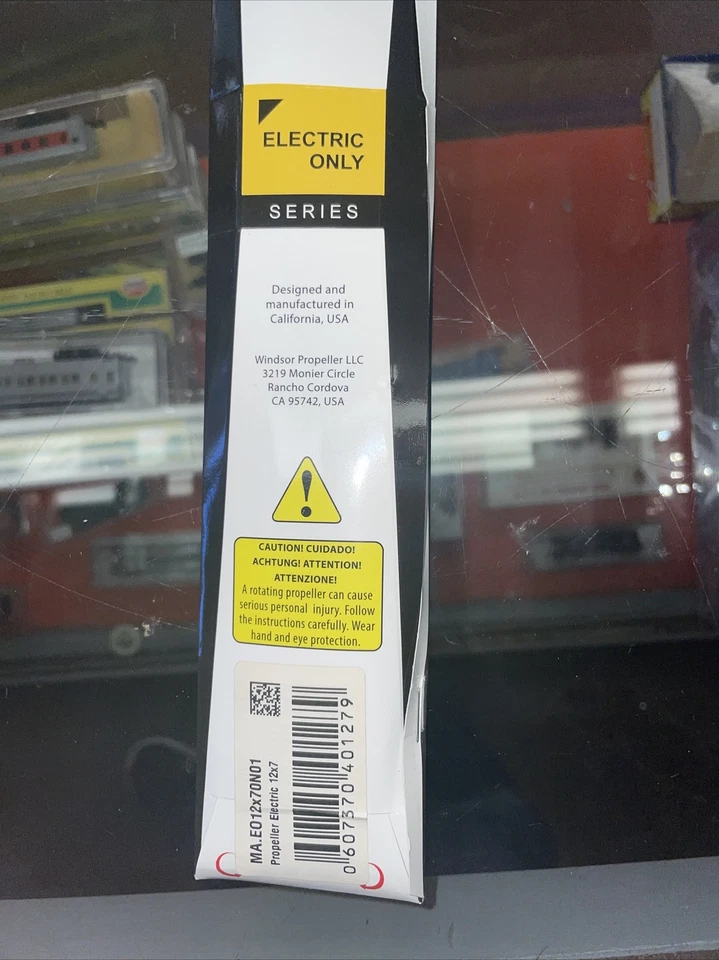 ELECTRIC
ONLY
SERIES
Designed and
manufactured in
California, USA
Windsor Propeller LLC
3219 Monier Circle
Rancho Cordova
CA 95742, USA
CAUTION! CUIDADO!
ACHTUNG! ATTENTION!
ATTENZIONE!
A rotating propeller can cause
serious personal injury. Follow
the instructions carefully. Wear
hand and eye protection.
MA.EO12x70N01
Propeller Electric 12x7
0 607370 401279